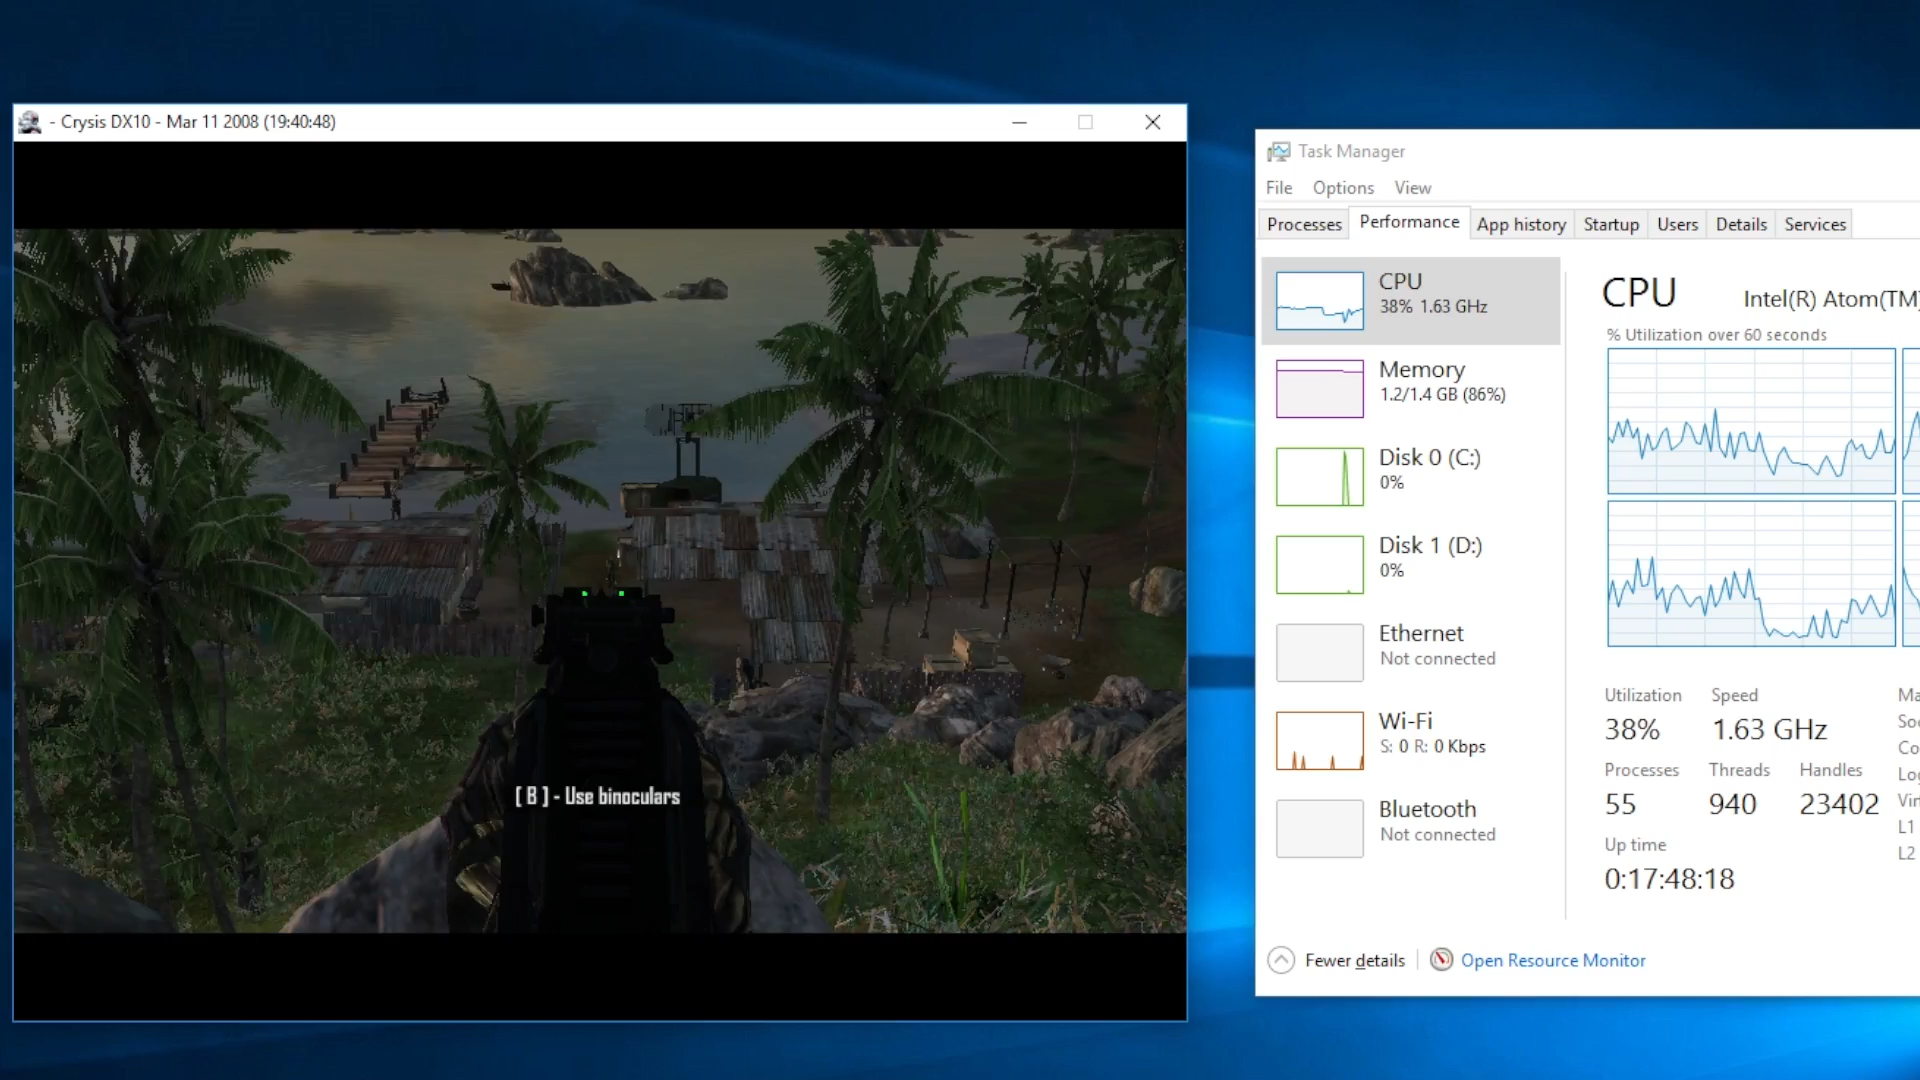 - Crysis DX10 - Mar 11 2008 (19:40:48)
[ B ] - Use binoculars
Task Manager
File Options View
Processes Performance App history Startup Users Details Services
CPU
38% 1.63 GHz
Memory
1.2/1.4 GB (86%)
Disk 0 (C:)
0%
Disk 1 (D:)
0%
Ethernet
Not connected
Wi-Fi
S: 0 R: 0 Kbps
Bluetooth
Not connected
CPU Intel(R) Atom(TM)
% Utilization over 60 seconds
Utilization Speed
38% 1.63 GHz
Processes Threads Handles
55 940 23402
Up time
0:17:48:18
L1
L2
Fewer details Open Resource Monitor